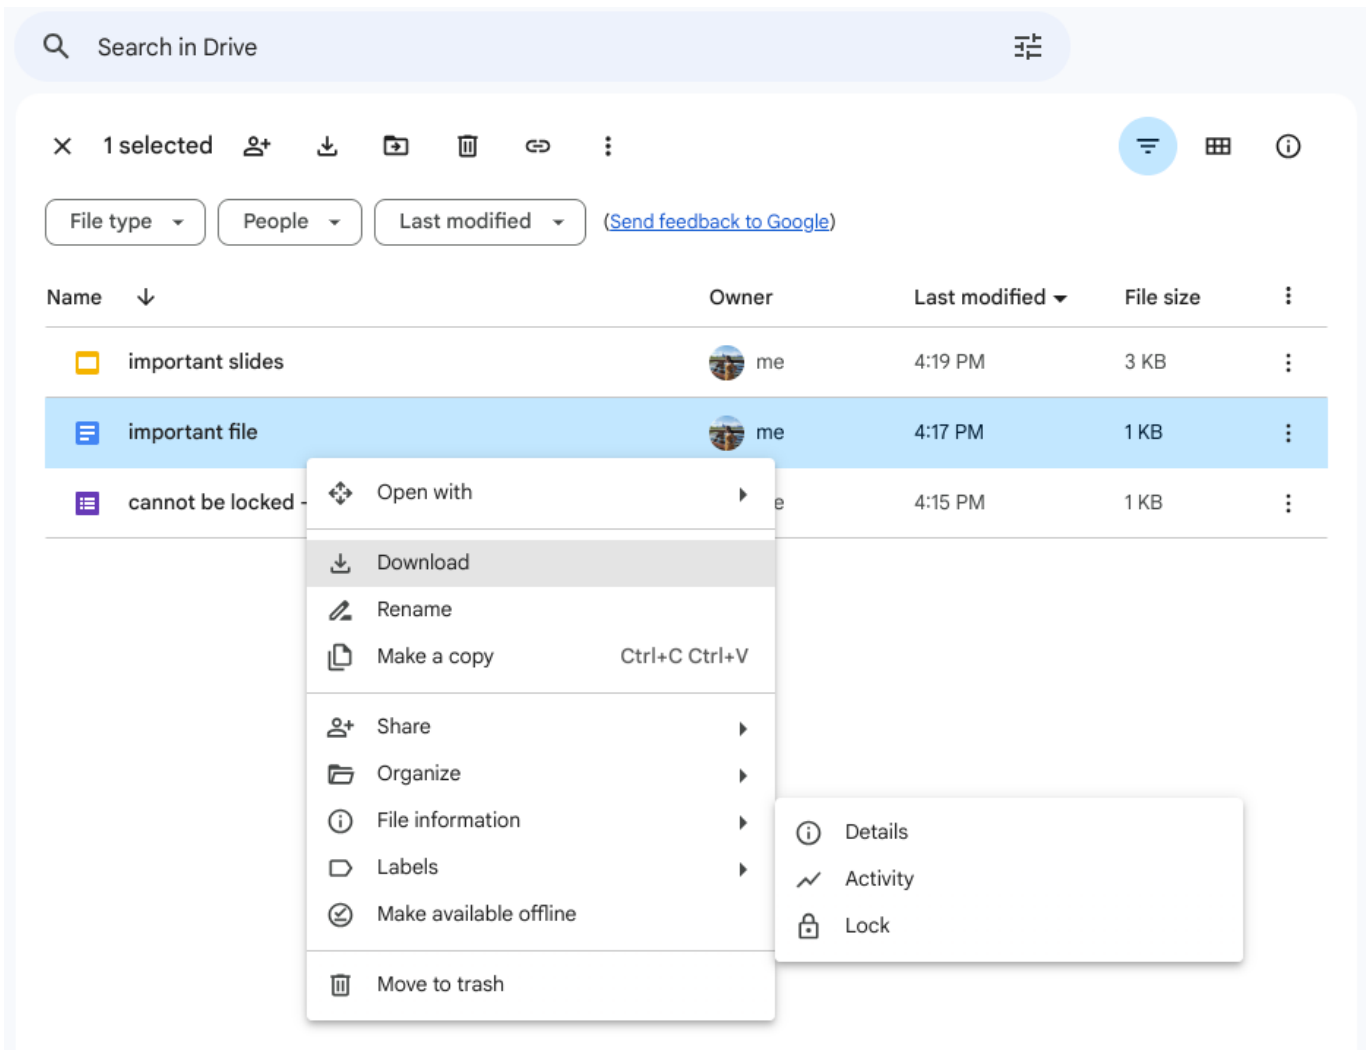 Search in Drive
1 selected
File type People Last modified (Send feedback to Google)
Name Owner Last modified File size
important slides me 4:19 PM 3 KB
important file me 4:17 PM 1 KB
cannot be locked - 4:15 PM 1 KB
Open with
Download
Rename
Make a copy Ctrl+C Ctrl+V
Share
Organize
File information
Details
Labels
Activity
Make available offline
Lock
Move to trash